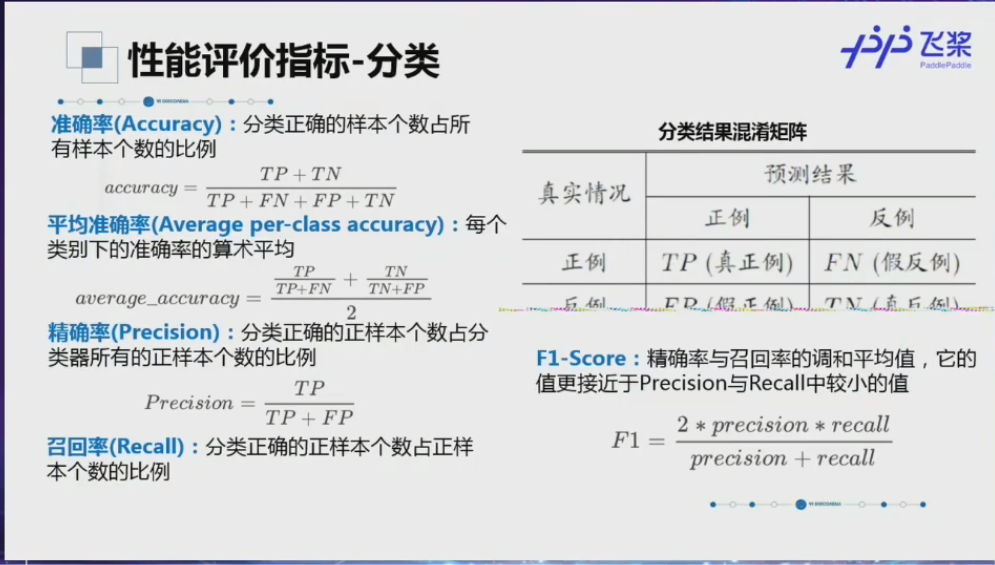 性能评价指标-分类
飞桨
PaddlePaddle
准确率(Accuracy)：分类正确的样本个数占所
有样本个数的比例
accuracy = \frac{TP + TN}{TP + FN + FP + TN}
平均准确率(Average per-class accuracy)：每个
类别下的准确率的算术平均
average_accuracy = \frac{\frac{TP}{TP+FN} + \frac{TN}{TN+FP}}{2}
精确率(Precision)：分类正确的正样本个数占分
类器所有的正样本个数的比例
Precision = \frac{TP}{TP + FP}
召回率(Recall)：分类正确的正样本个数占正样
本个数的比例
分类结果混淆矩阵
真实情况 预测结果
正例 反例
正例 TP (真正例) FN (假反例)
反例 FP (假正例) TN (真反例)
F1-Score：精确率与召回率的调和平均值，它的
值更接近于Precision与Recall中较小的值
F1 = \frac{2 * precision * recall}{precision + recall}